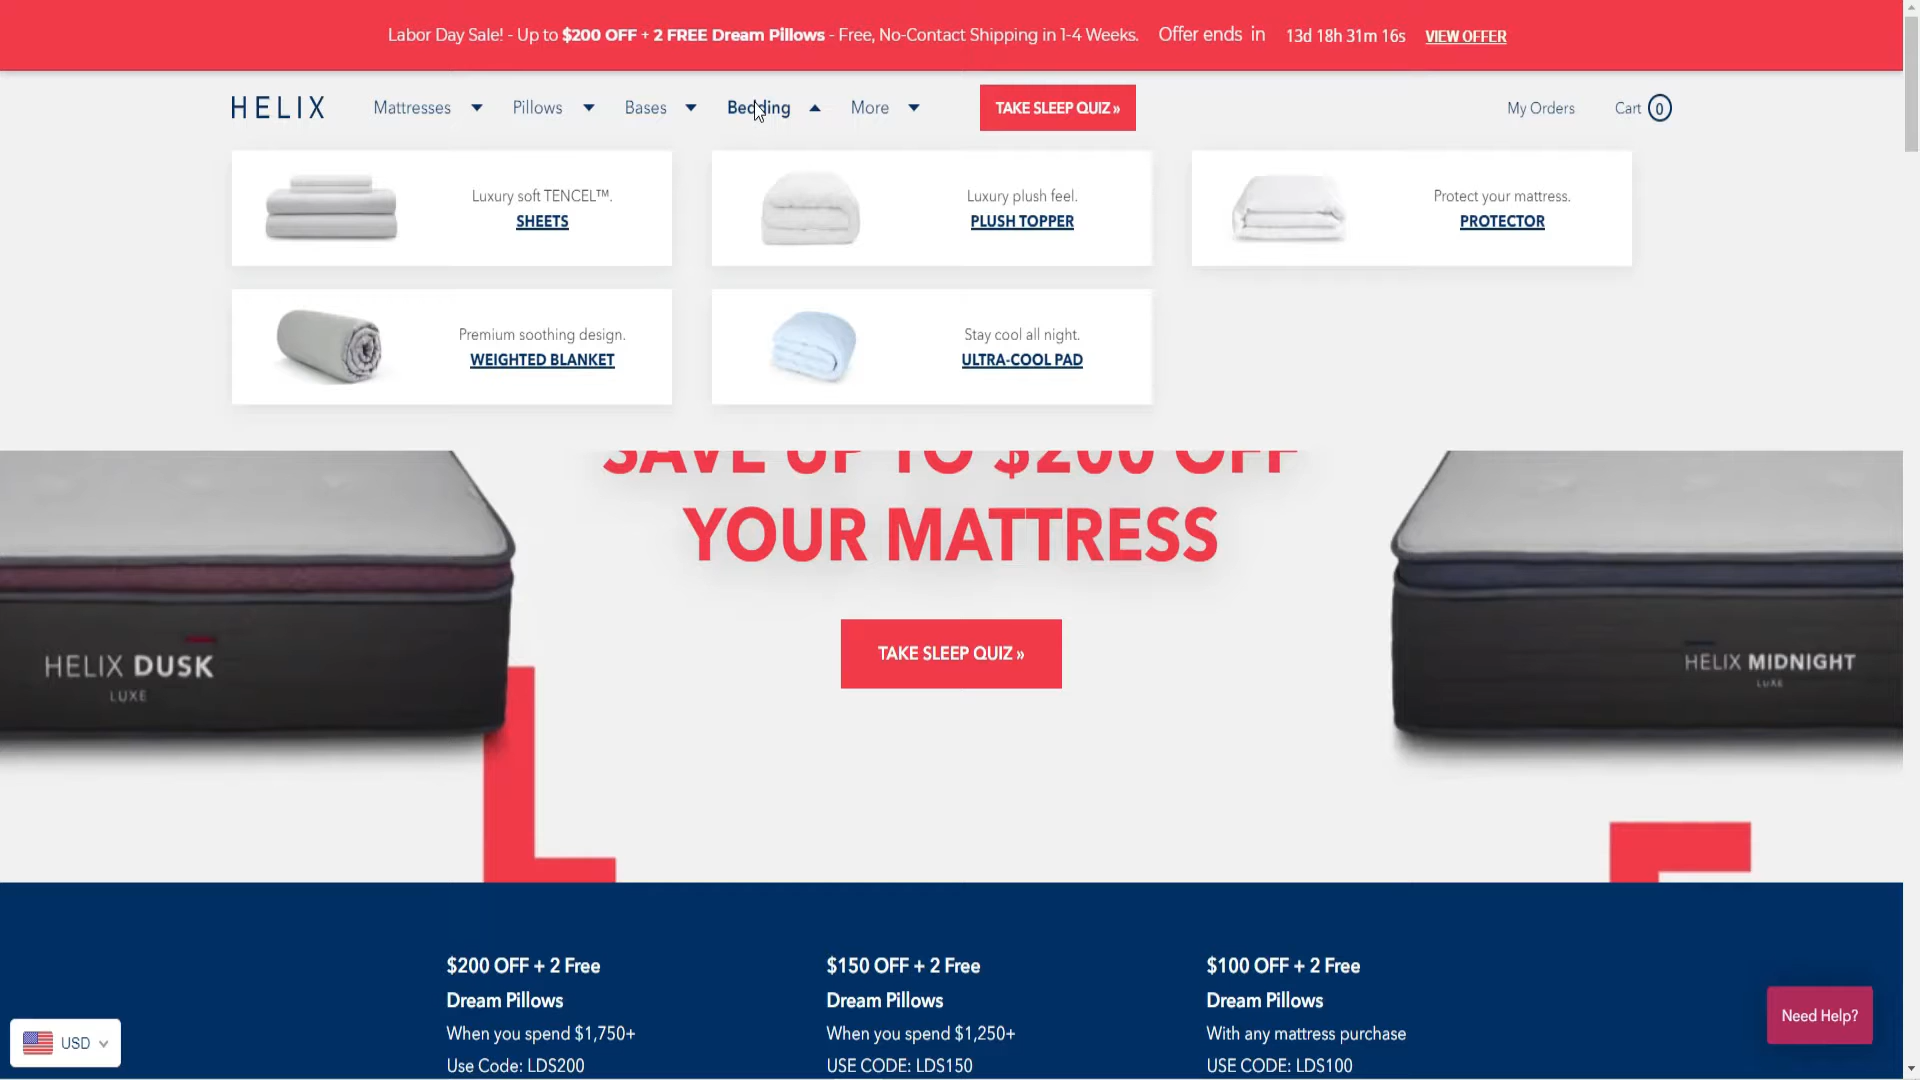 Labor Day Sale! - Up to $200 OFF + 2 FREE Dream Pillows - Free, No-Contact Shipping in 1-4 Weeks. Offer ends in 13d 18h 31m 16s VIEW OFFER
HELIX Mattresses Pillows Bases Bedding More TAKE SLEEP QUIZ » My Orders Cart 0
Luxury soft TENCEL™.
SHEETS
Luxury plush feel.
PLUSH TOPPER
Protect your mattress.
PROTECTOR
Premium soothing design.
WEIGHTED BLANKET
Stay cool all night.
ULTRA-COOL PAD
SAVE UP TO $200 OFF
YOUR MATTRESS
TAKE SLEEP QUIZ »
HELIX DUSK
LUXE
HELIX MIDNIGHT
LUXE
$200 OFF + 2 Free
Dream Pillows
When you spend $1,750+
Use Code: LDS200
$150 OFF + 2 Free
Dream Pillows
When you spend $1,250+
USE CODE: LDS150
$100 OFF + 2 Free
Dream Pillows
With any mattress purchase
USE CODE: LDS100
USD
Need Help?